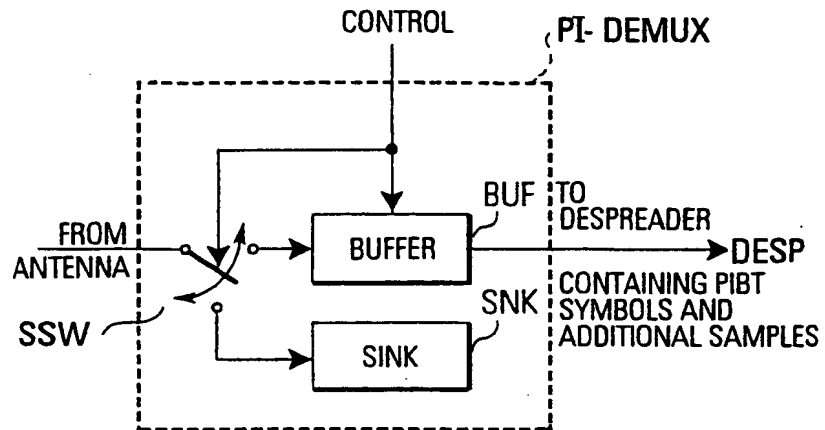 CONTROL
PI- DEMUX
BUF
TO
DESPREADER
FROM
ANTENNA
BUFFER
DESP
CONTAINING PIBT
SYMBOLS AND
ADDITIONAL SAMPLES
SNK
SSW
SINK